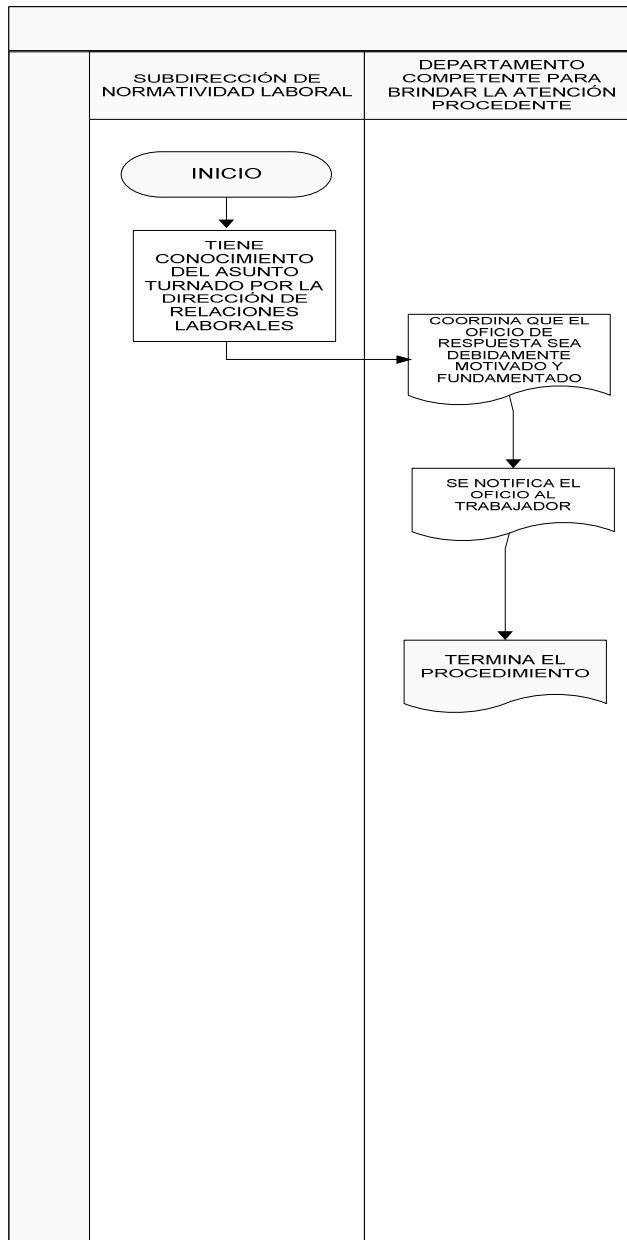 SUBDIRECCIÓN DE
NORMATIVIDAD LABORAL
DEPARTAMENTO
COMPETENTE PARA
BRINDAR LA ATENCIÓN
PROCEDENTE
INICIO
TIENE
CONOCIMIENTO
DEL ASUNTO
TURNADO POR LA
DIRECCIÓN DE
RELACIONES
LABORALES
COORDINA QUE EL
OFICIO DE
RESPUESTA SEA
DEBIDAMENTE
MOTIVADO Y
FUNDAMENTADO
SE NOTIFICA EL
OFICIO AL
TRABAJADOR
TERMINA EL
PROCEDIMIENTO